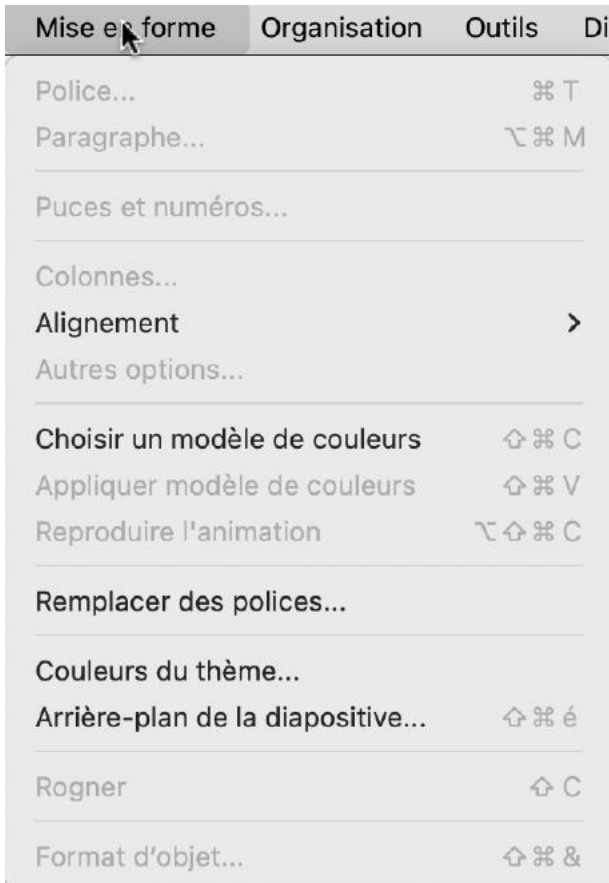 Mise en forme Organisation Outils Di
Police... ⌘ T
Paragraphe... ⌥ ⌘ M
Puces et numéros...
Colonnes...
Alignement >
Autres options...
Choisir un modèle de couleurs ⇧ ⌘ C
Appliquer modèle de couleurs ⇧ ⌘ V
Reproduire l'animation ⌥ ⇧ ⌘ C
Remplacer des polices...
Couleurs du thème...
Arrière-plan de la diapositive... ⇧ ⌘ é
Rogner ⇧ C
Format d’objet... ⇧ ⌘ &